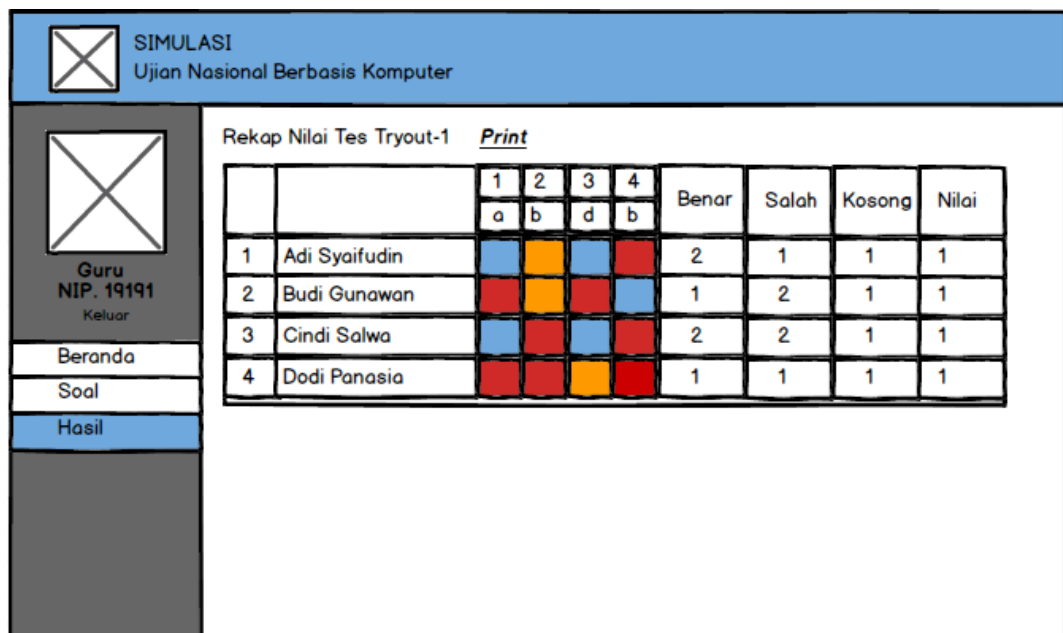 SIMULASI
Ujian Nasional Berbasis Komputer
Guru
NIP. 19191
Keluar
Beranda
Soal
Hasil
Rekap Nilai Tes Tryout-1 Print
1 2 3 4 Benar Salah Kosong Nilai
a b d b
1 Adi Syaifudin 2 1 1 1
2 Budi Gunawan 1 2 1 1
3 Cindi Salwa 2 2 1 1
4 Dodi Panasia 1 1 1 1